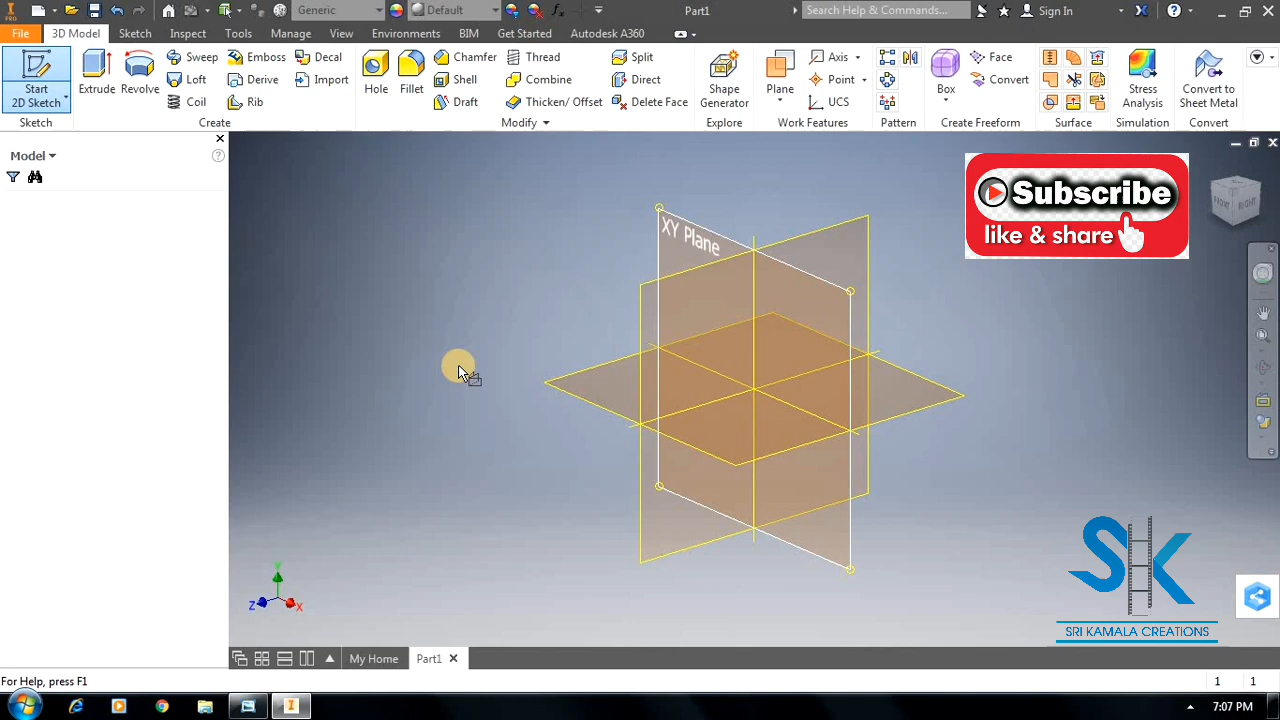 PRO
Generic
Default
Part1
Search Help & Commands...
Sign In
File
3D Model
Sketch
Inspect
Tools
Manage
View
Environments
BIM
Get Started
Autodesk A360
Start
2D Sketch
Sketch
Extrude
Revolve
Sweep
Loft
Coil
Emboss
Derive
Rib
Decal
Import
Create
Hole
Fillet
Chamfer
Shell
Draft
Thread
Combine
Thicken/ Offset
Split
Direct
Delete Face
Modify
Shape
Generator
Explore
Plane
Axis
Point
UCS
Work Features
Pattern
Box
Face
Convert
Create Freeform
Surface
Stress
Analysis
Simulation
Convert to
Sheet Metal
Convert
Model
XY Plane
Subscribe
like & share
FRONT
RIGHT
Y
Z
X
SK
SRI KAMALA CREATIONS
My Home
Part1
For Help, press F1
1
1
7:07 PM